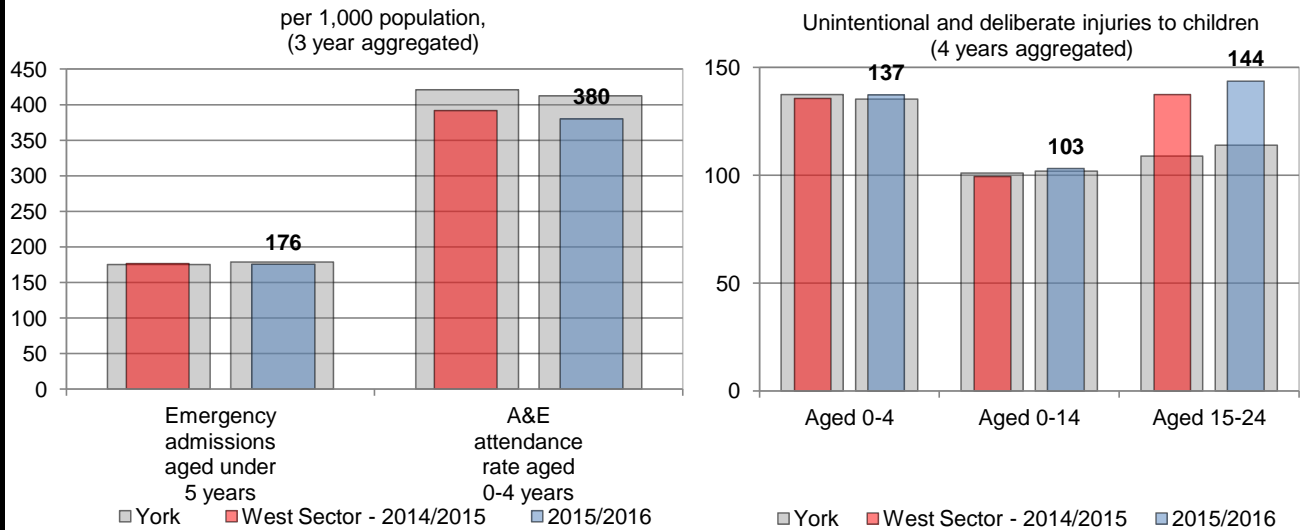 per 1,000 population,
(3 year aggregated)
450
400
350
300
250
200
150
100
50
0
176
380
Emergency
admissions
aged under
5 years
A&E
attendance
rate aged
0-4 years
York West Sector - 2014/2015 2015/2016
Unintentional and deliberate injuries to children
(4 years aggregated)
150
100
50
0
137
103
144
Aged 0-4 Aged 0-14 Aged 15-24
York West Sector - 2014/2015 2015/2016